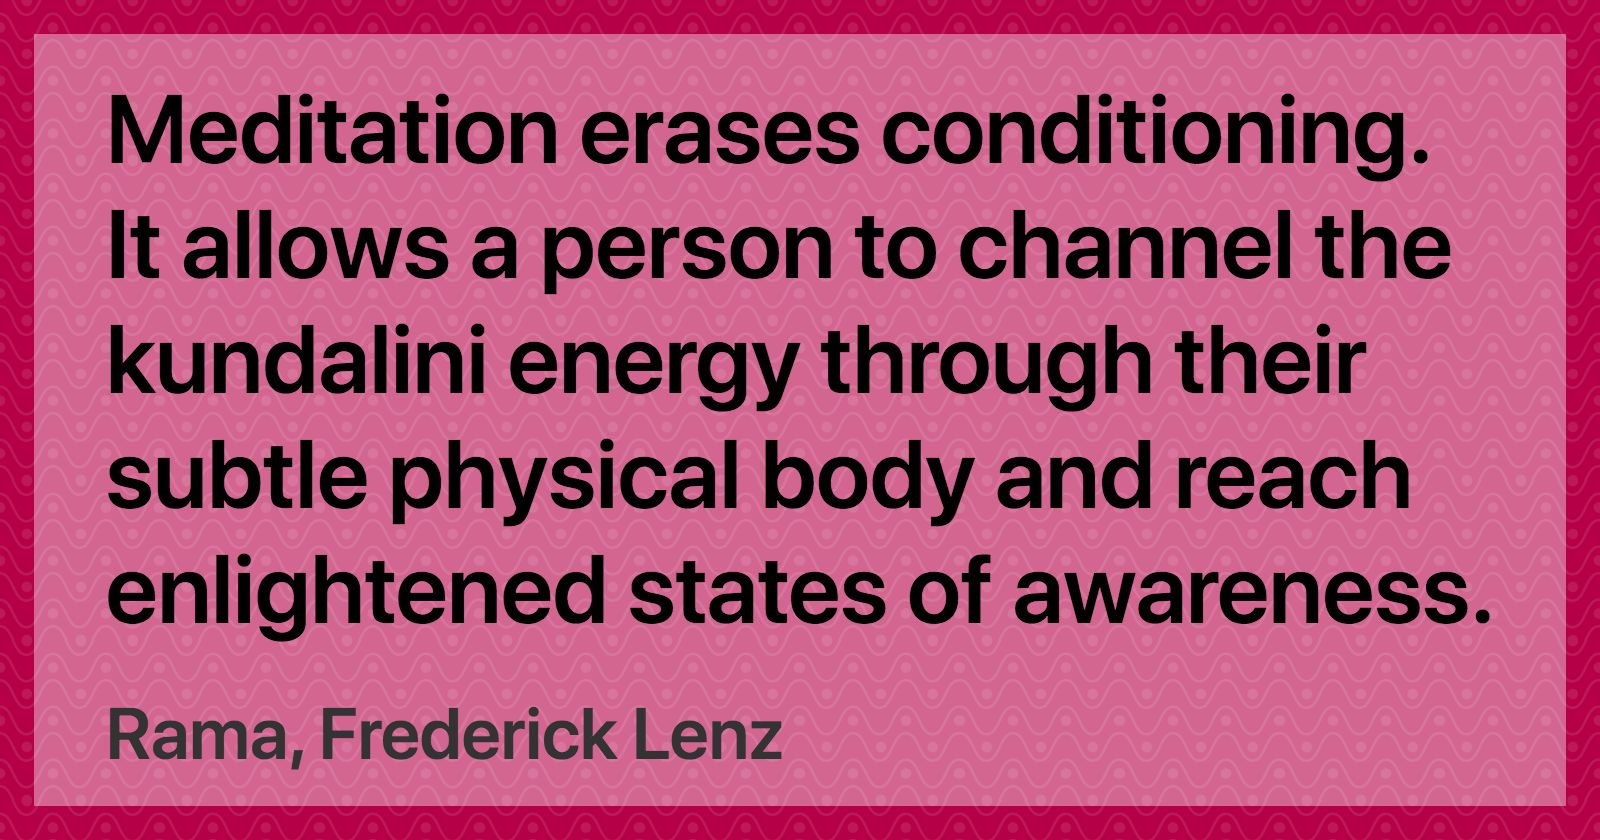 Meditation erases conditioning.
It allows a person to channel the
kundalini energy through their
subtle physical body and reach
enlightened states of awareness.
Rama, Frederick Lenz